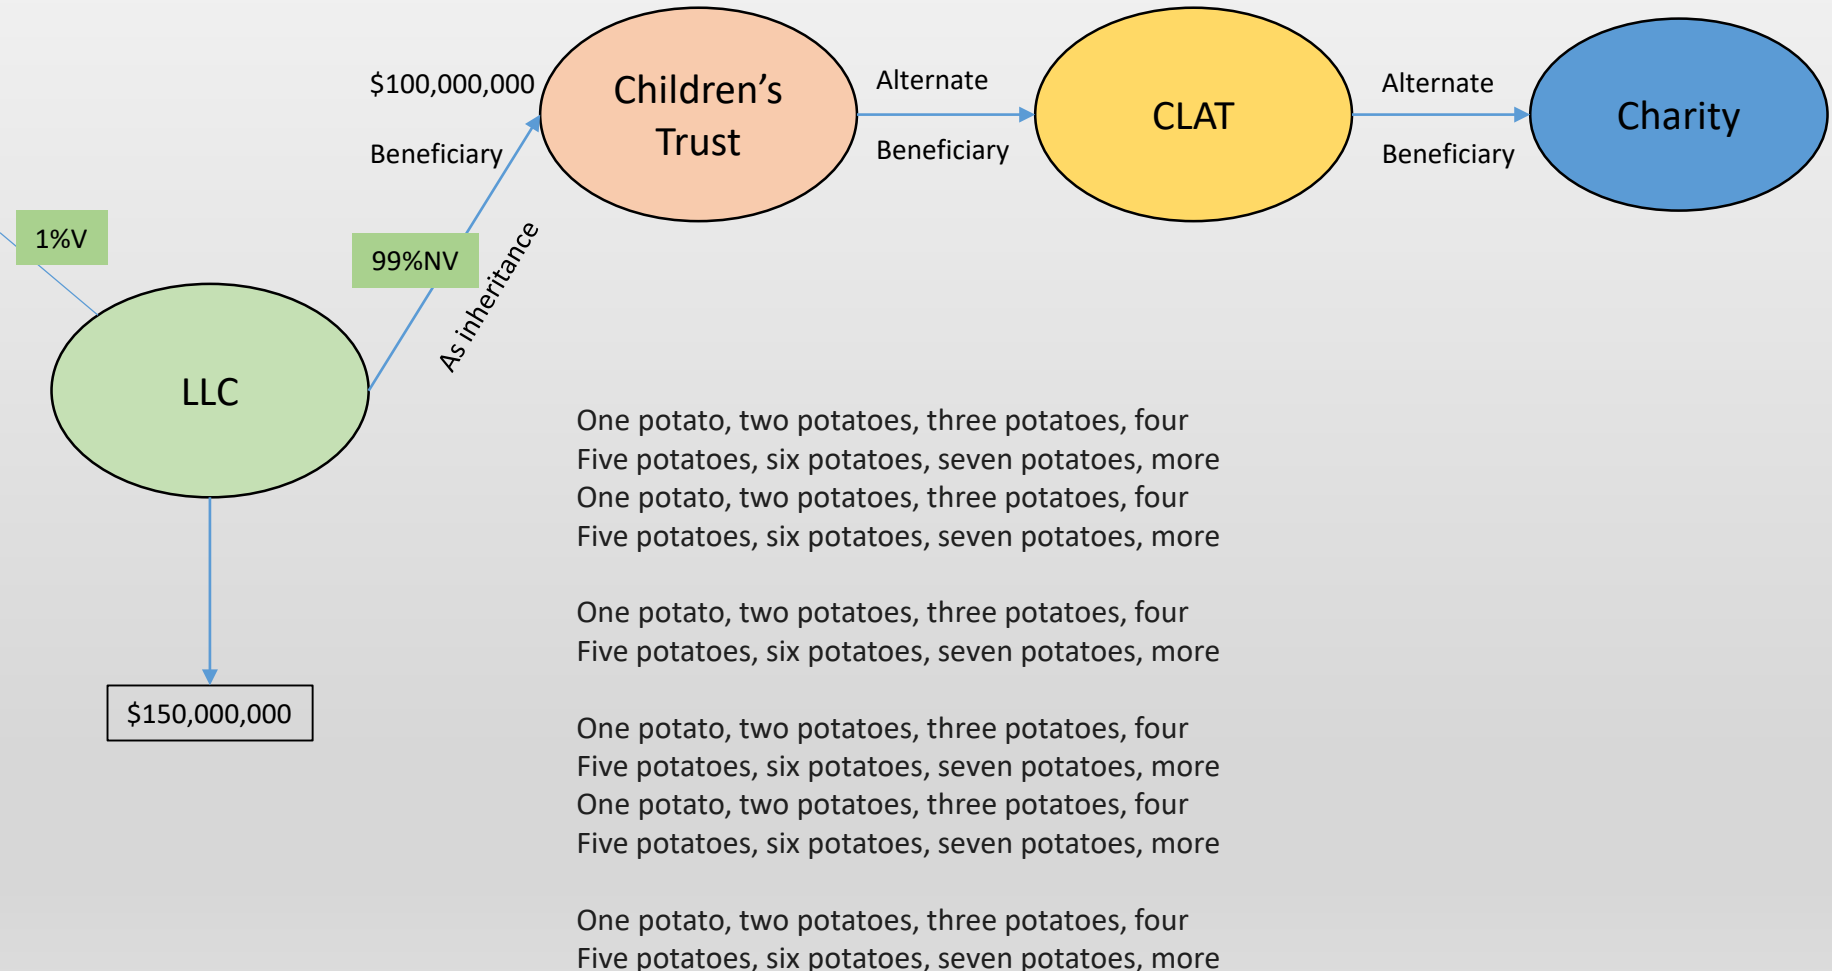 $100,000,000
Beneficiary
Children’s
Trust
Alternate
Beneficiary
CLAT
Alternate
Beneficiary
Charity
1%V
99%NV
As inheritance
LLC
$150,000,000
One potato, two potatoes, three potatoes, four
Five potatoes, six potatoes, seven potatoes, more
One potato, two potatoes, three potatoes, four
Five potatoes, six potatoes, seven potatoes, more
One potato, two potatoes, three potatoes, four
Five potatoes, six potatoes, seven potatoes, more
One potato, two potatoes, three potatoes, four
Five potatoes, six potatoes, seven potatoes, more
One potato, two potatoes, three potatoes, four
Five potatoes, six potatoes, seven potatoes, more
One potato, two potatoes, three potatoes, four
Five potatoes, six potatoes, seven potatoes, more